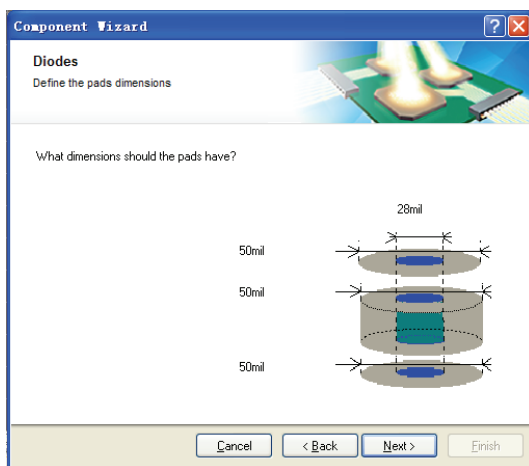 Component Wizard
Diodes
Define the pads dimensions
What dimensions should the pads have?
28mil
50mil
50mil
50mil
Cancel
< Back
Next >
Finish